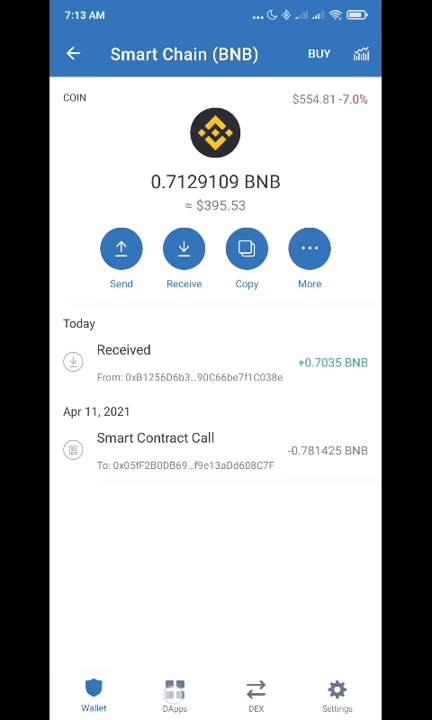 7:13 AM
Smart Chain (BNB)
BUY
COIN
$554.81 -7.0%
0.7129109 BNB
≈ $395.53
Send
Receive
Copy
More
Today
Received
+0.7035 BNB
From: 0xB1256D6b3...90C66be7f1C038e
Apr 11, 2021
Smart Contract Call
-0.781425 BNB
To: 0x05fF2B0DB69...f9e13aDd608C7F
Wallet
DApps
DEX
Settings